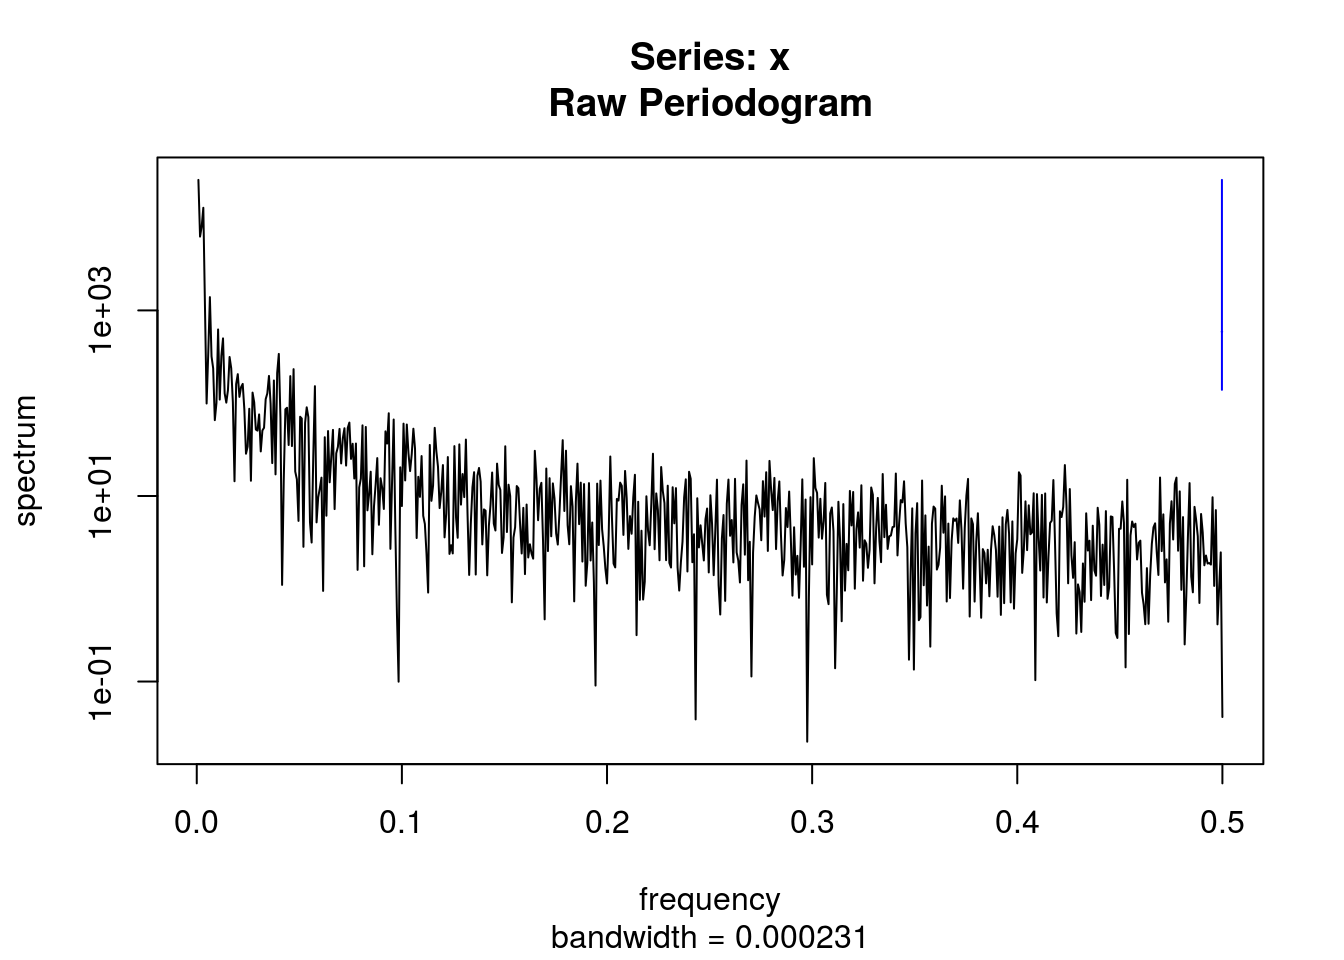 Series: x
Raw Periodogram
spectrum
1e+03
1e+01
1e-01
0.0 0.1 0.2 0.3 0.4 0.5
frequency
bandwidth = 0.000231